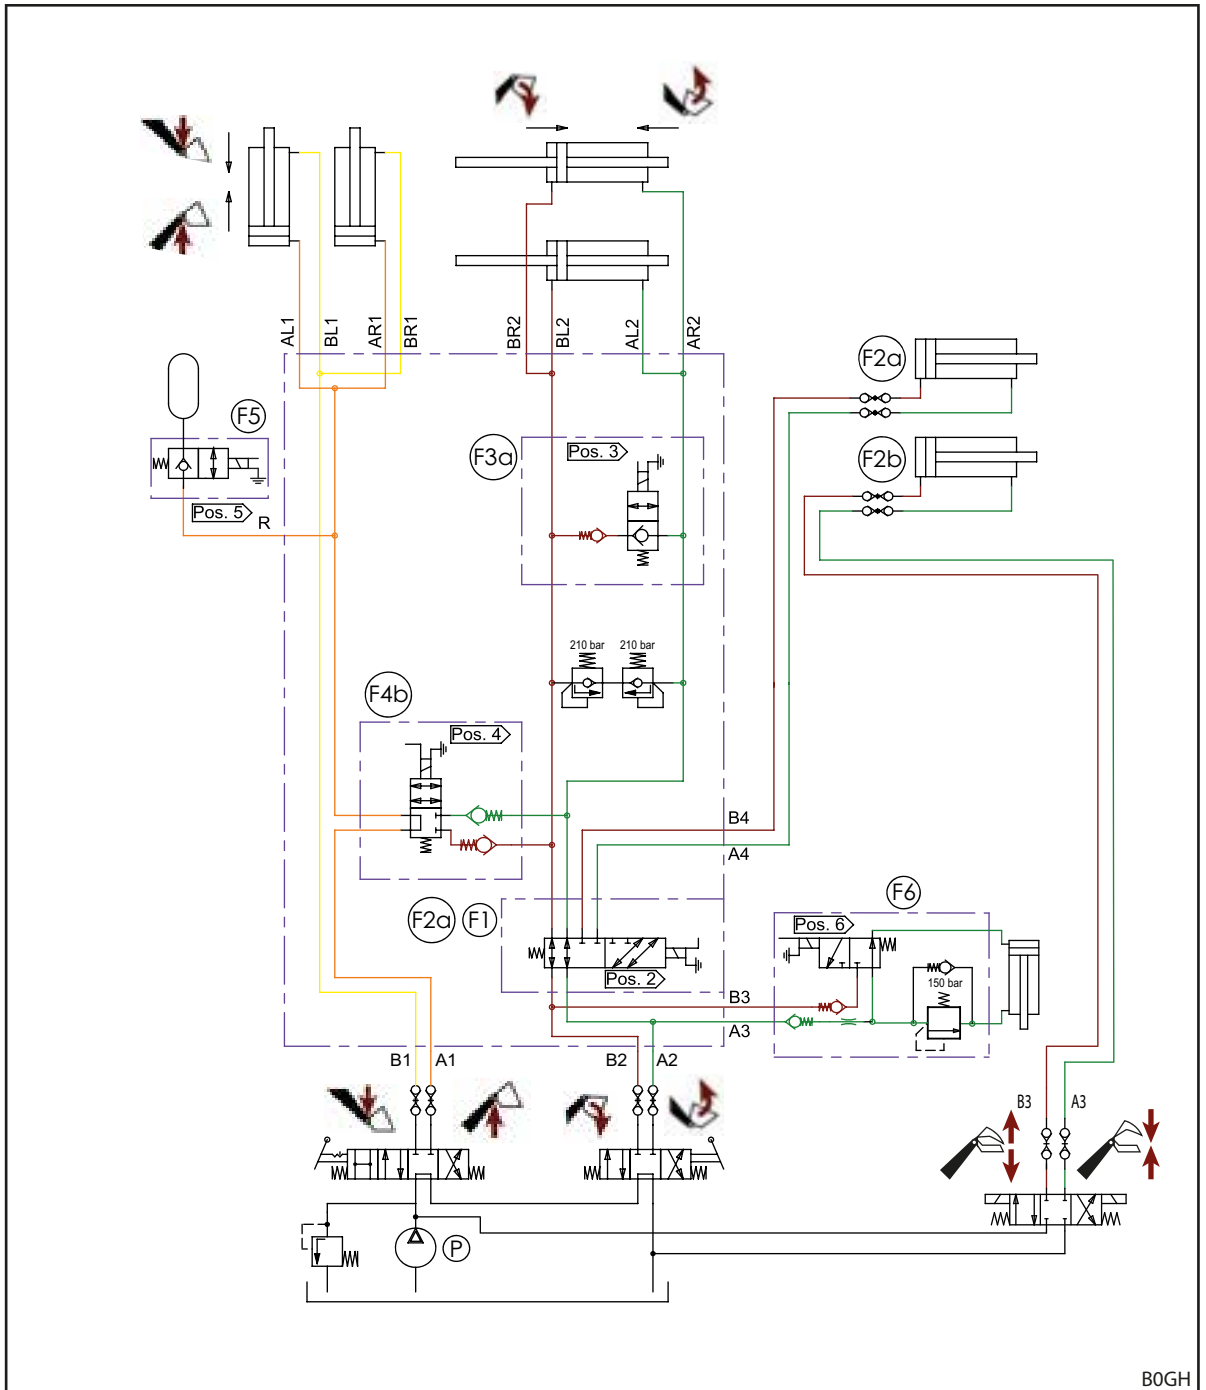 AL1
BL1
AR1
BR1
BR2
BL2
AL2
AR2
F2a
F5
F3a
Pos. 3
F2b
Pos. 5
R
210 bar
210 bar
F4b
Pos. 4
B4
A4
F2a
F1
F6
Pos. 6
Pos. 2
150 bar
B3
A3
B1
A1
B2
A2
B3
A3
P
B0GH